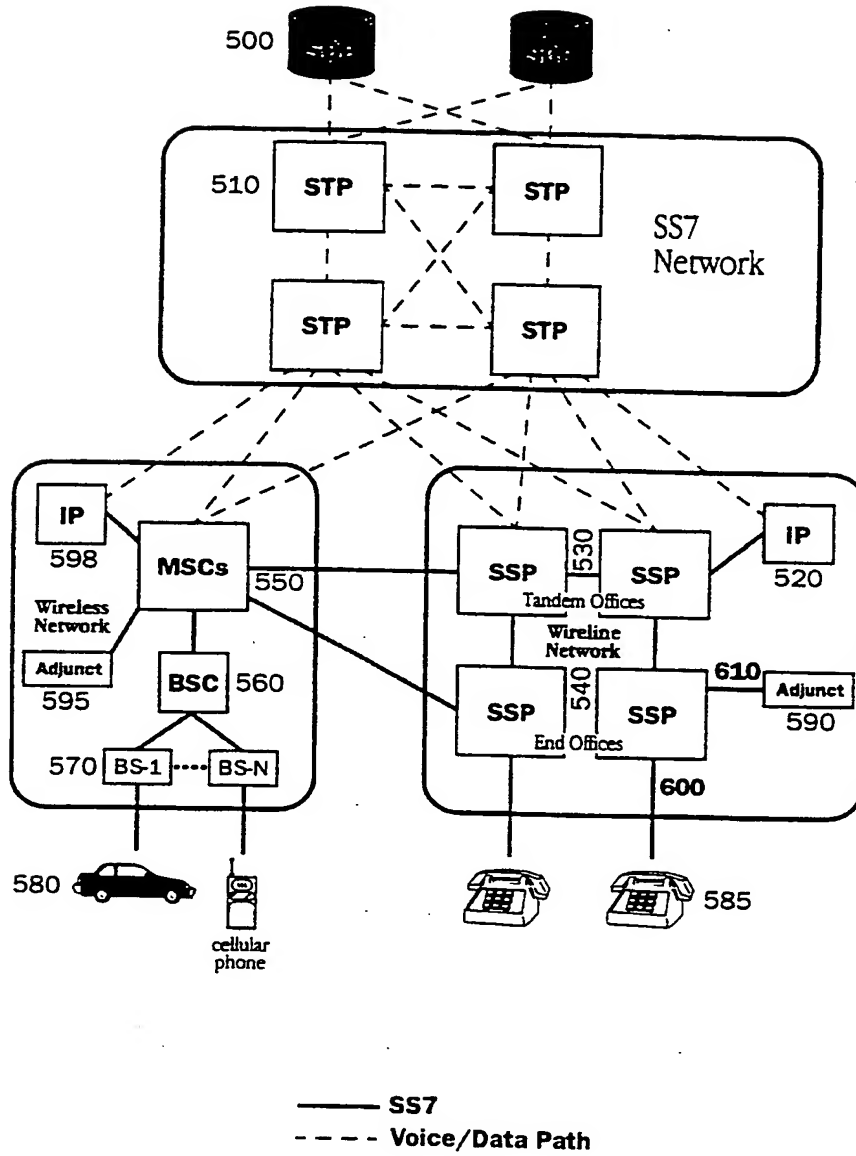 500
510
STP
STP
SS7
Network
STP
STP
IP
598
MSCs
550
Wireless
Network
Adjunct
595
BSC
560
570
BS-1
BS-N
580
cellular
phone
SSP
530
SSP
Tandem Offices
IP
520
Wireline
Network
SSP
540
SSP
End Offices
610
Adjunct
590
600
585
SS7
Voice/Data Path